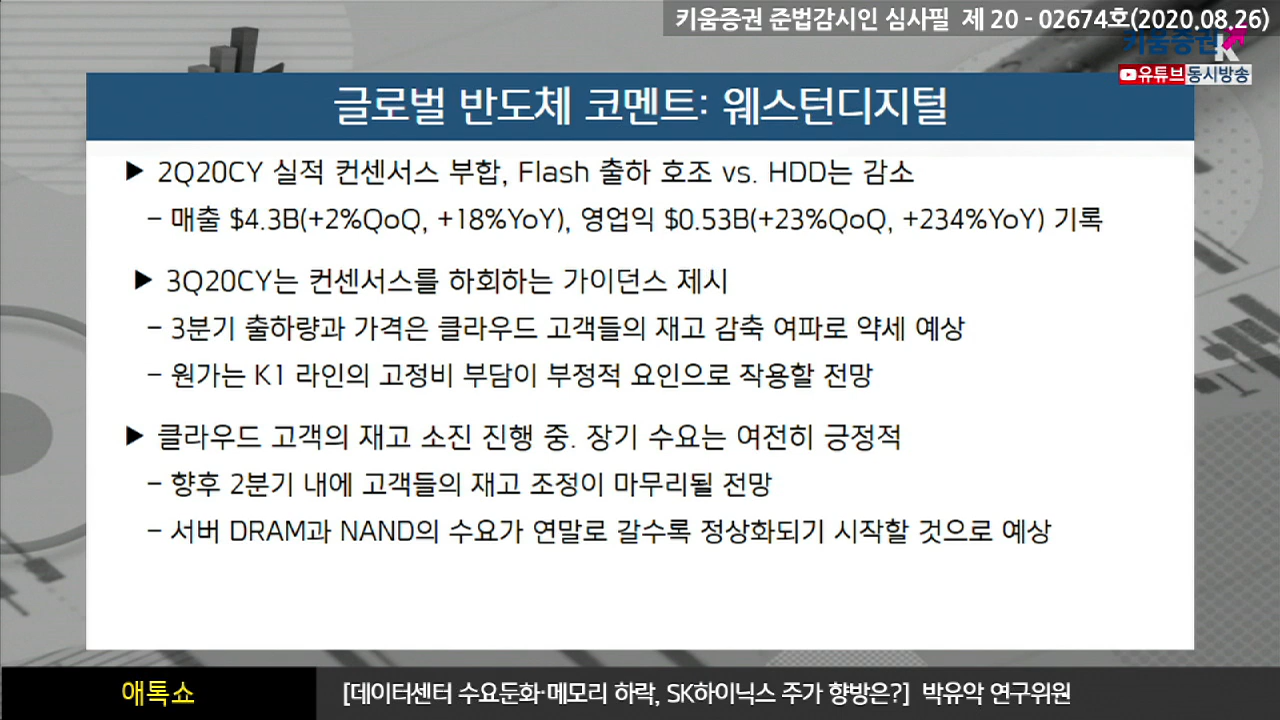 키움증권 준법감시인 심사필 제 20 - 02674호(2020.08.26)
키움증권
유튜브동시방송
글로벌 반도체 코멘트: 웨스턴디지털
▶ 2Q20CY 실적 컨센서스 부합, Flash 출하 호조 vs. HDD는 감소
- 매출 $4.3B(+2%QoQ, +18%YoY), 영업익 $0.53B(+23%QoQ, +234%YoY) 기록
▶ 3Q20CY는 컨센서스를 하회하는 가이던스 제시
- 3분기 출하량과 가격은 클라우드 고객들의 재고 감축 여파로 약세 예상
- 원가는 K1 라인의 고정비 부담이 부정적 요인으로 작용할 전망
▶ 클라우드 고객의 재고 소진 진행 중. 장기 수요는 여전히 긍정적
- 향후 2분기 내에 고객들의 재고 조정이 마무리될 전망
- 서버 DRAM과 NAND의 수요가 연말로 갈수록 정상화되기 시작할 것으로 예상
애톡쇼
[데이터센터 수요둔화·메모리 하락, SK하이닉스 주가 향방은?] 박유악 연구위원